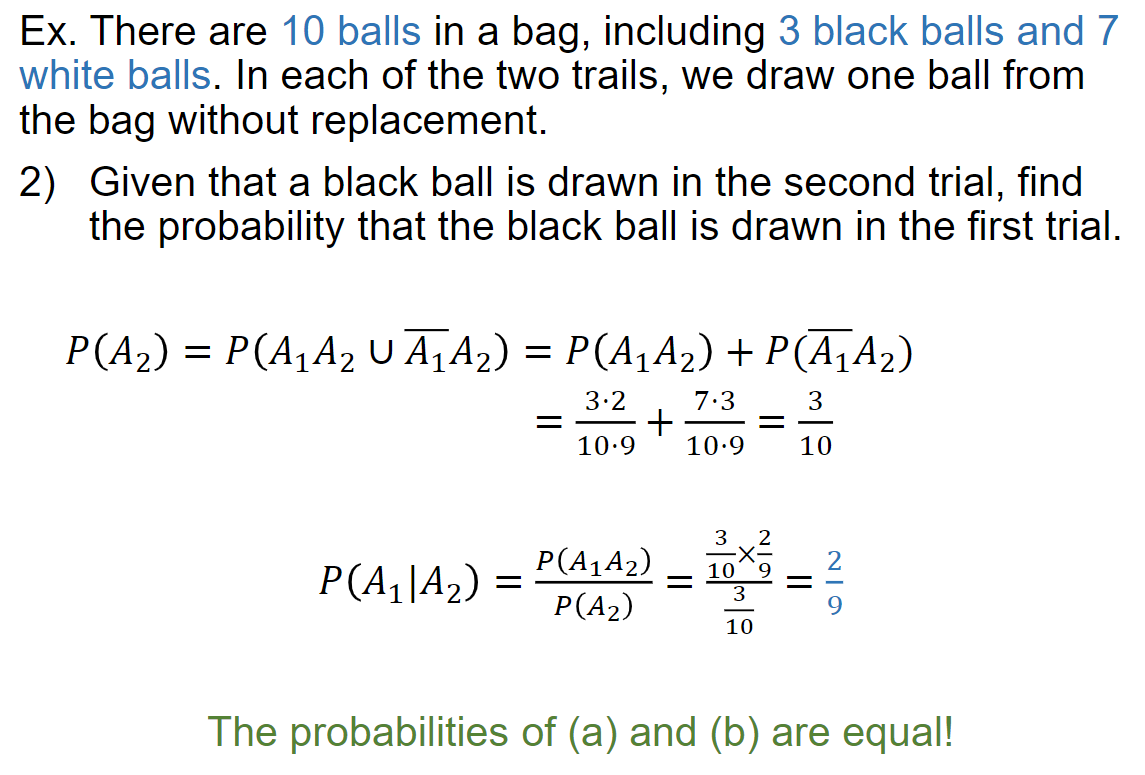 Ex. There are 10 balls in a bag, including 3 black balls and 7
white balls. In each of the two trails, we draw one ball from
the bag without replacement.
2) Given that a black ball is drawn in the second trial, find
the probability that the black ball is drawn in the first trial.
$P(A_2) = P(A_1A_2 \cup \overline{A_1}A_2) = P(A_1A_2) + P(\overline{A_1}A_2)$
$= \frac{3 \cdot 2}{10 \cdot 9} + \frac{7 \cdot 3}{10 \cdot 9} = \frac{3}{10}$
$P(A_1|A_2) = \frac{P(A_1A_2)}{P(A_2)} = \frac{\frac{3}{10} \times \frac{2}{9}}{\frac{3}{10}} = \frac{2}{9}$
The probabilities of (a) and (b) are equal!